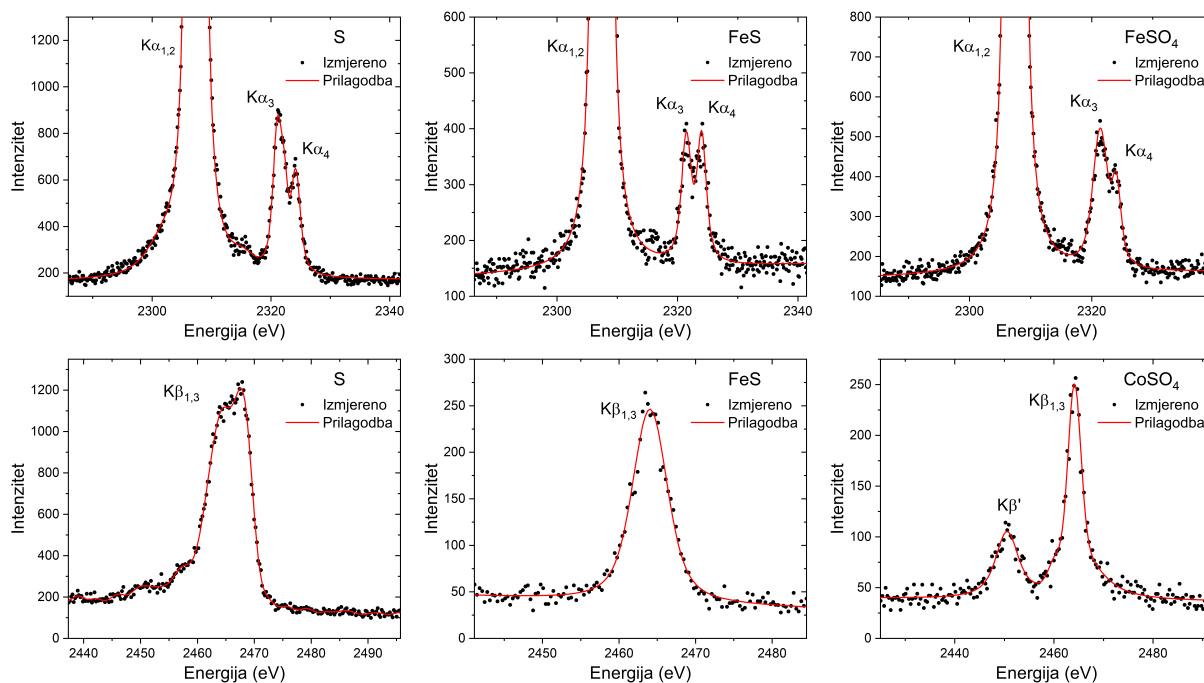 S
Kα1,2
Izmjereno
Prilagodba
Kα3
Kα4
Intenzitet
1200
1000
800
600
400
200
2300
2320
2340
Energija (eV)
FeS
Kα1,2
Izmjereno
Prilagodba
Kα3
Kα4
Intenzitet
600
500
400
300
200
100
2300
2320
2340
Energija (eV)
FeSO4
Kα1,2
Izmjereno
Prilagodba
Kα3
Kα4
Intenzitet
800
700
600
500
400
300
200
100
2300
2320
Energija (eV)
S
Kβ1,3
Izmjereno
Prilagodba
Intenzitet
1200
1000
800
600
400
200
0
2440
2450
2460
2470
2480
2490
Energija (eV)
FeS
Kβ1,3
Izmjereno
Prilagodba
Intenzitet
300
250
200
150
100
50
0
2450
2460
2470
2480
Energija (eV)
CoSO4
Kβ1,3
Izmjereno
Prilagodba
Kβ'
Intenzitet
250
200
150
100
50
0
2440
2460
2480
Energija (eV)